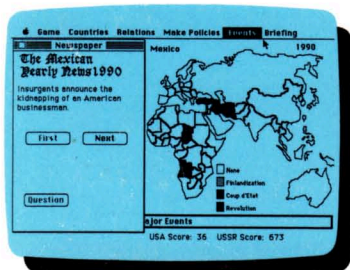 Game Countries Relations Make Policies Events Briefing
Newspaper
The Mexican
Yearly News 1990
Insurgents announce the
kidnapping of an American
businessman.
First
Next
Question
Mexico
1990
None
Finlandization
Coup d'Etat
Revolution
ajor Events
USA Score: 36 USSR Score: 673